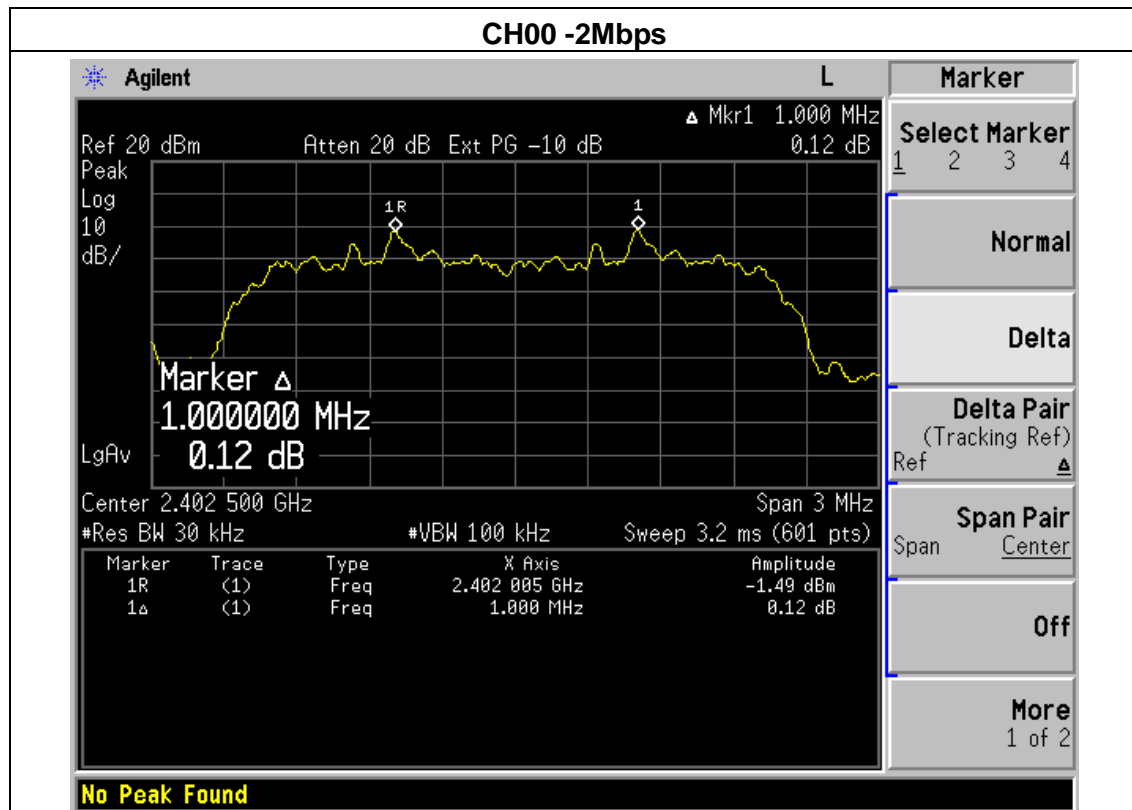 CH00 -2Mbps
Agilent L Marker
Δ Mkr1 1.000 MHz
Ref 20 dBm Atten 20 dB Ext PG -10 dB 0.12 dB
Peak
Log
10
dB/
1R 1
Marker Δ
1.000000 MHz
0.12 dB
LgAv
Center 2.402 500 GHz Span 3 MHz
#Res BW 30 kHz #VBW 100 kHz Sweep 3.2 ms (601 pts)
Marker Trace Type X Axis Amplitude
1R (1) Freq 2.402 005 GHz -1.49 dBm
1Δ (1) Freq 1.000 MHz 0.12 dB
No Peak Found
Select Marker
1 2 3 4
Normal
Delta
Delta Pair
(Tracking Ref)
Ref Δ
Span Pair
Span Center
Off
More
1 of 2